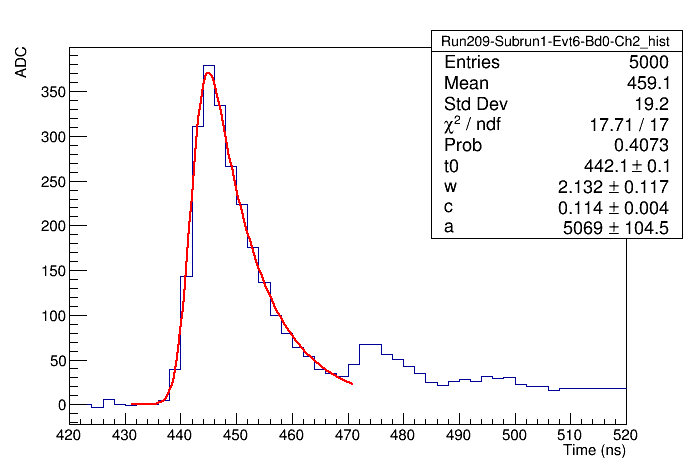 Run209-Subrun1-Evt6-Bd0-Ch2_hist
Entries 5000
Mean 459.1
Std Dev 19.2
χ² / ndf 17.71 / 17
Prob 0.4073
t0 442.1 ± 0.1
w 2.132 ± 0.117
c 0.114 ± 0.004
a 5069 ± 104.5
ADC
350
300
250
200
150
100
50
0
420 430 440 450 460 470 480 490 500 510 520
Time (ns)